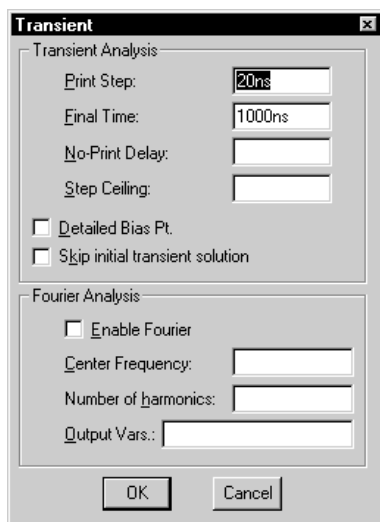 Transient
Transient Analysis
Print Step: 20ns
Final Time: 1000ns
No-Print Delay:
Step Ceiling:
Detailed Bias Pt.
Skip initial transient solution
Fourier Analysis
Enable Fourier
Center Frequency:
Number of harmonics:
Output Vars.:
OK Cancel